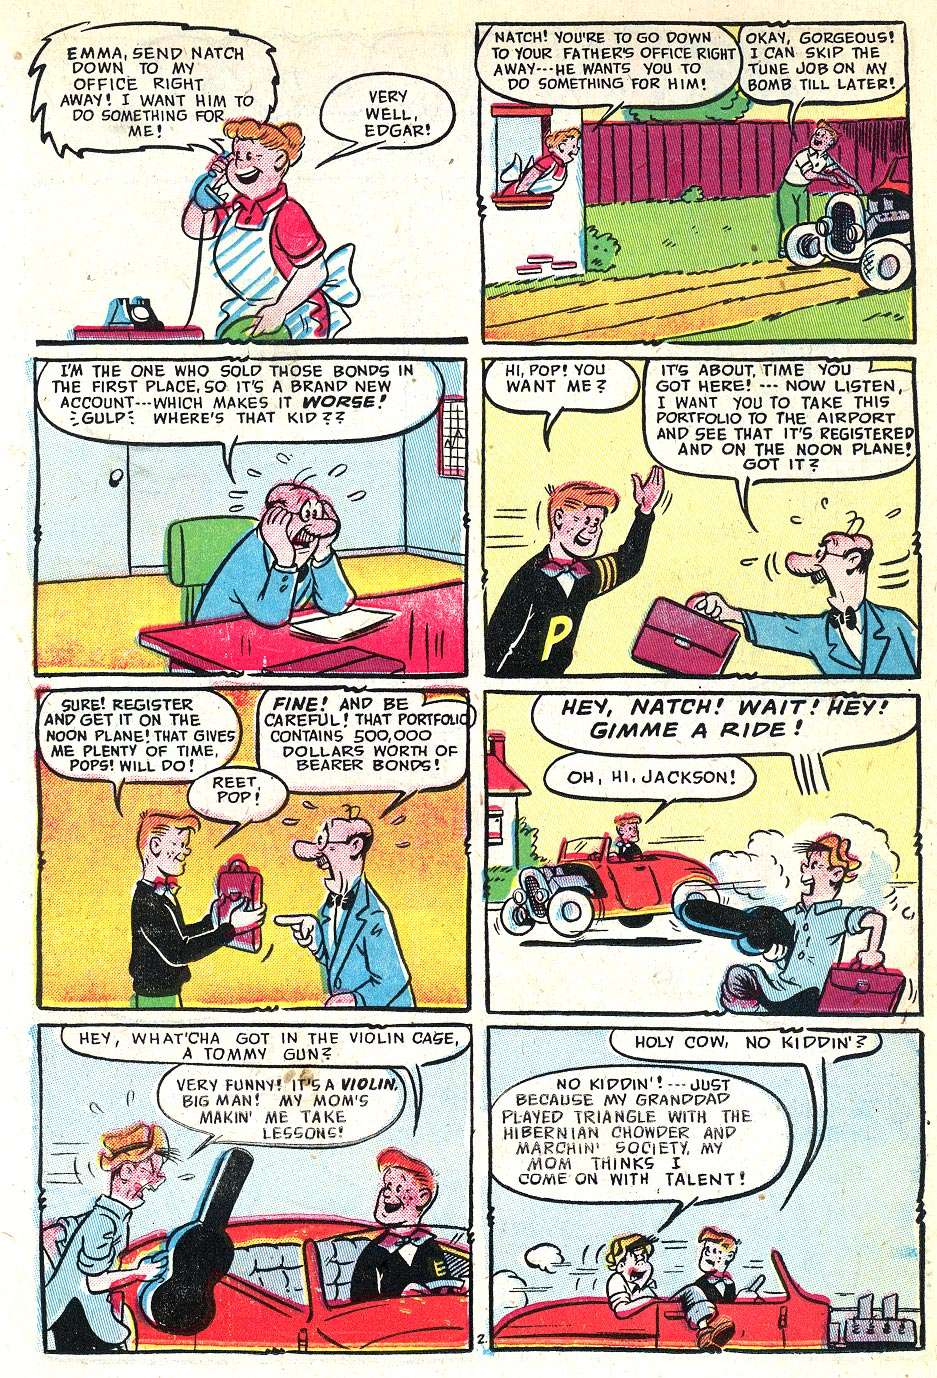 EMMA, SEND NATCH
DOWN TO MY
OFFICE RIGHT
AWAY! I WANT HIM TO
DO SOMETHING FOR
ME!
VERY
WELL,
EDGAR!
NATCH! YOU'RE TO GO DOWN
TO YOUR FATHER'S OFFICE RIGHT
AWAY---HE WANTS YOU TO
DO SOMETHING FOR HIM!
OKAY, GORGEOUS!
I CAN SKIP THE
TUNE JOB ON MY
BOMB TILL LATER!
I'M THE ONE WHO SOLD THOSE BONDS IN
THE FIRST PLACE, SO IT'S A BRAND NEW
ACCOUNT---WHICH MAKES IT WORSE!
GULP WHERE'S THAT KID??
HI, POP! YOU
WANT ME?
IT'S ABOUT TIME YOU
GOT HERE! --- NOW LISTEN,
I WANT YOU TO TAKE THIS
PORTFOLIO TO THE AIRPORT
AND SEE THAT IT'S REGISTERED
AND ON THE NOON PLANE!
GOT IT?
P
SURE! REGISTER
AND GET IT ON THE
NOON PLANE! THAT GIVES
ME PLENTY OF TIME,
POPS! WILL DO!
REET,
POP!
FINE! AND BE
CAREFUL! THAT PORTFOLIO
CONTAINS 500,000
DOLLARS WORTH OF
BEARER BONDS!
HEY, NATCH! WAIT! HEY!
GIMME A RIDE!
OH, HI, JACKSON!
HEY, WHAT'CHA GOT IN THE VIOLIN CASE,
A TOMMY GUN?
VERY FUNNY! IT'S A VIOLIN,
BIG MAN! MY MOM'S
MAKIN' ME TAKE
LESSONS!
E
HOLY COW, NO KIDDIN'?
NO KIDDIN'!---JUST
BECAUSE MY GRANDDAD
PLAYED TRIANGLE WITH THE
HIBERNIAN CHOWDER AND
MARCHIN' SOCIETY, MY
MOM THINKS I
COME ON WITH TALENT!
2.